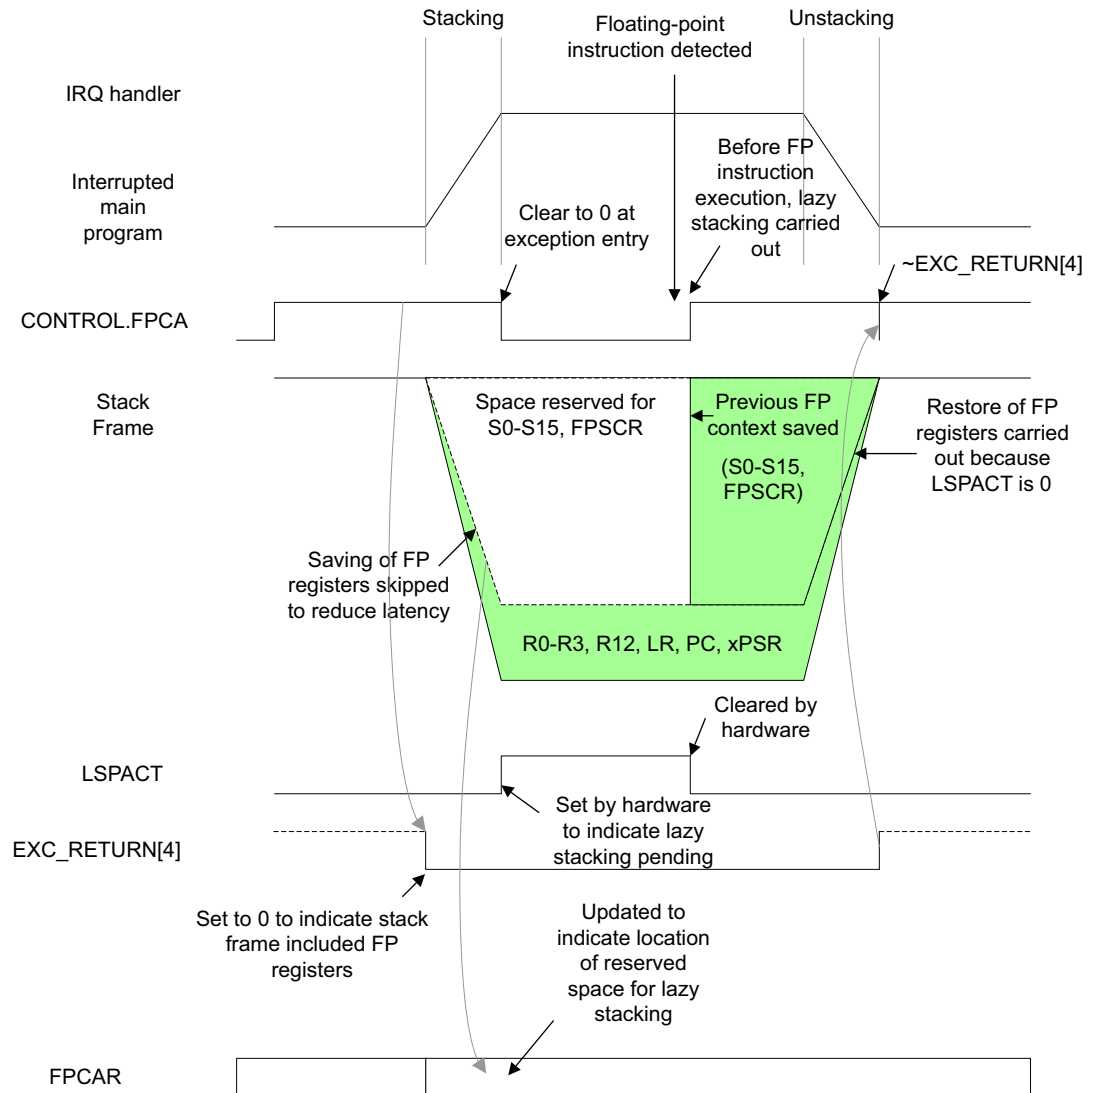 Stacking
Floating-point
instruction detected
Unstacking
IRQ handler
Interrupted
main
program
Clear to 0 at
exception entry
Before FP
instruction
execution, lazy
stacking carried
out
~EXC_RETURN[4]
CONTROL.FPCA
Stack
Frame
Space reserved for
S0-S15, FPSCR
Previous FP
context saved
(S0-S15,
FPSCR)
Restore of FP
registers carried
out because
LSPACT is 0
Saving of FP
registers skipped
to reduce latency
R0-R3, R12, LR, PC, xPSR
Cleared by
hardware
LSPACT
Set by hardware
to indicate lazy
stacking pending
EXC_RETURN[4]
Set to 0 to indicate stack
frame included FP
registers
Updated to
indicate location
of reserved
space for lazy
stacking
FPCAR